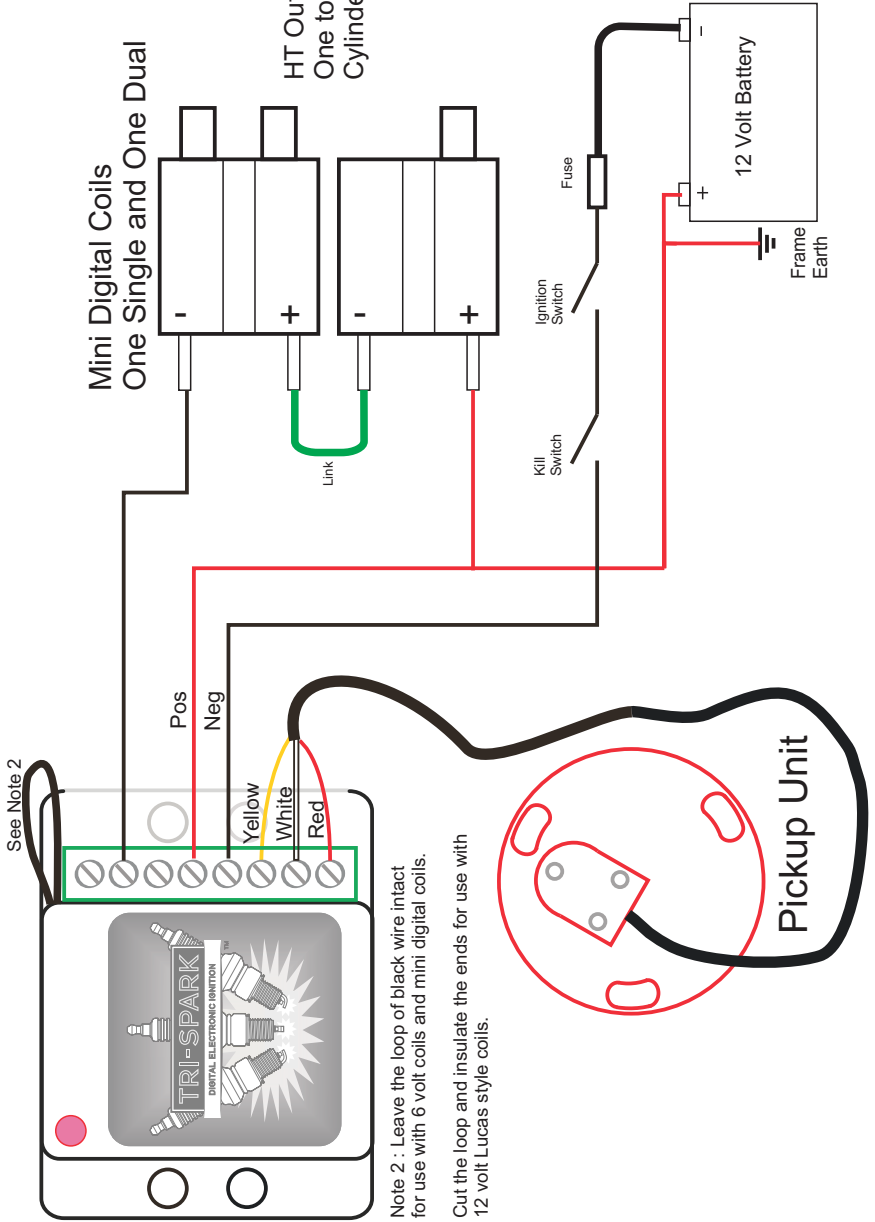 See Note 2
Mini Digital Coils
One Single and One Dual
HT Ou
One to
Cylinde
-
+
-
+
Link
Pos
Neg
Yellow
White
Red
Kill
Switch
Ignition
Switch
Fuse
-
+
12 Volt Battery
Frame
Earth
TRI-SPARK
TM
DIGITAL ELECTRONIC IGNITION
Note 2 : Leave the loop of black wire intact
for use with 6 volt coils and mini digital coils.
Cut the loop and insulate the ends for use with
12 volt Lucas style coils.
Pickup Unit